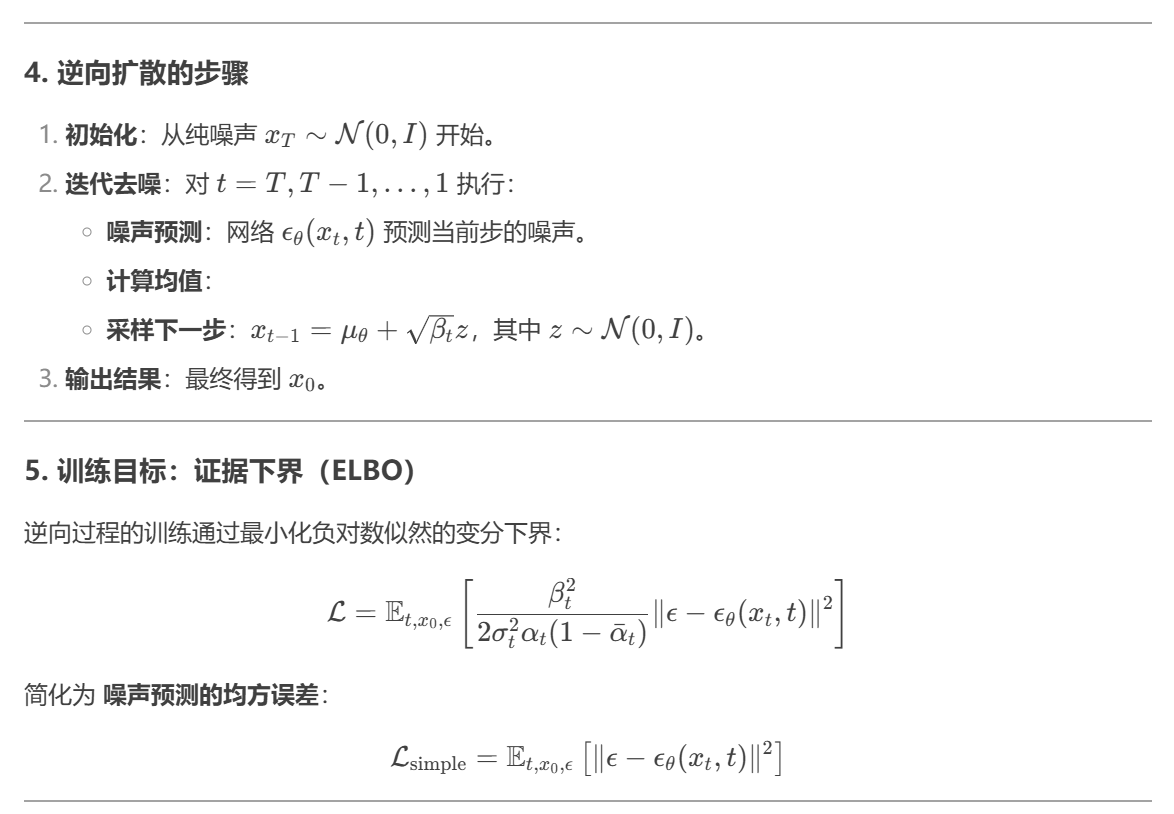 4. 逆向扩散的步骤
1. 初始化：从纯噪声 $x_T \sim \mathcal{N}(0, I)$ 开始。
2. 迭代去噪：对 $t = T, T-1, \ldots, 1$ 执行：
◦ 噪声预测：网络 $\epsilon_\theta(x_t, t)$ 预测当前步的噪声。
◦ 计算均值：
◦ 采样下一步：$x_{t-1} = \mu_\theta + \sqrt{\beta_t} z$，其中 $z \sim \mathcal{N}(0, I)$。
3. 输出结果：最终得到 $x_0$。
5. 训练目标：证据下界（ELBO）
逆向过程的训练通过最小化负对数似然的变分下界：
$\mathcal{L} = \mathbb{E}_{t,x_0,\epsilon} \left[ \frac{\beta_t^2}{2\sigma_t^2 \alpha_t (1 - \bar{\alpha}_t)} \| \epsilon - \epsilon_\theta(x_t, t) \|^2 \right]$
简化为 噪声预测的均方误差：
$\mathcal{L}_{\text{simple}} = \mathbb{E}_{t,x_0,\epsilon} \left[ \| \epsilon - \epsilon_\theta(x_t, t) \|^2 \right]$